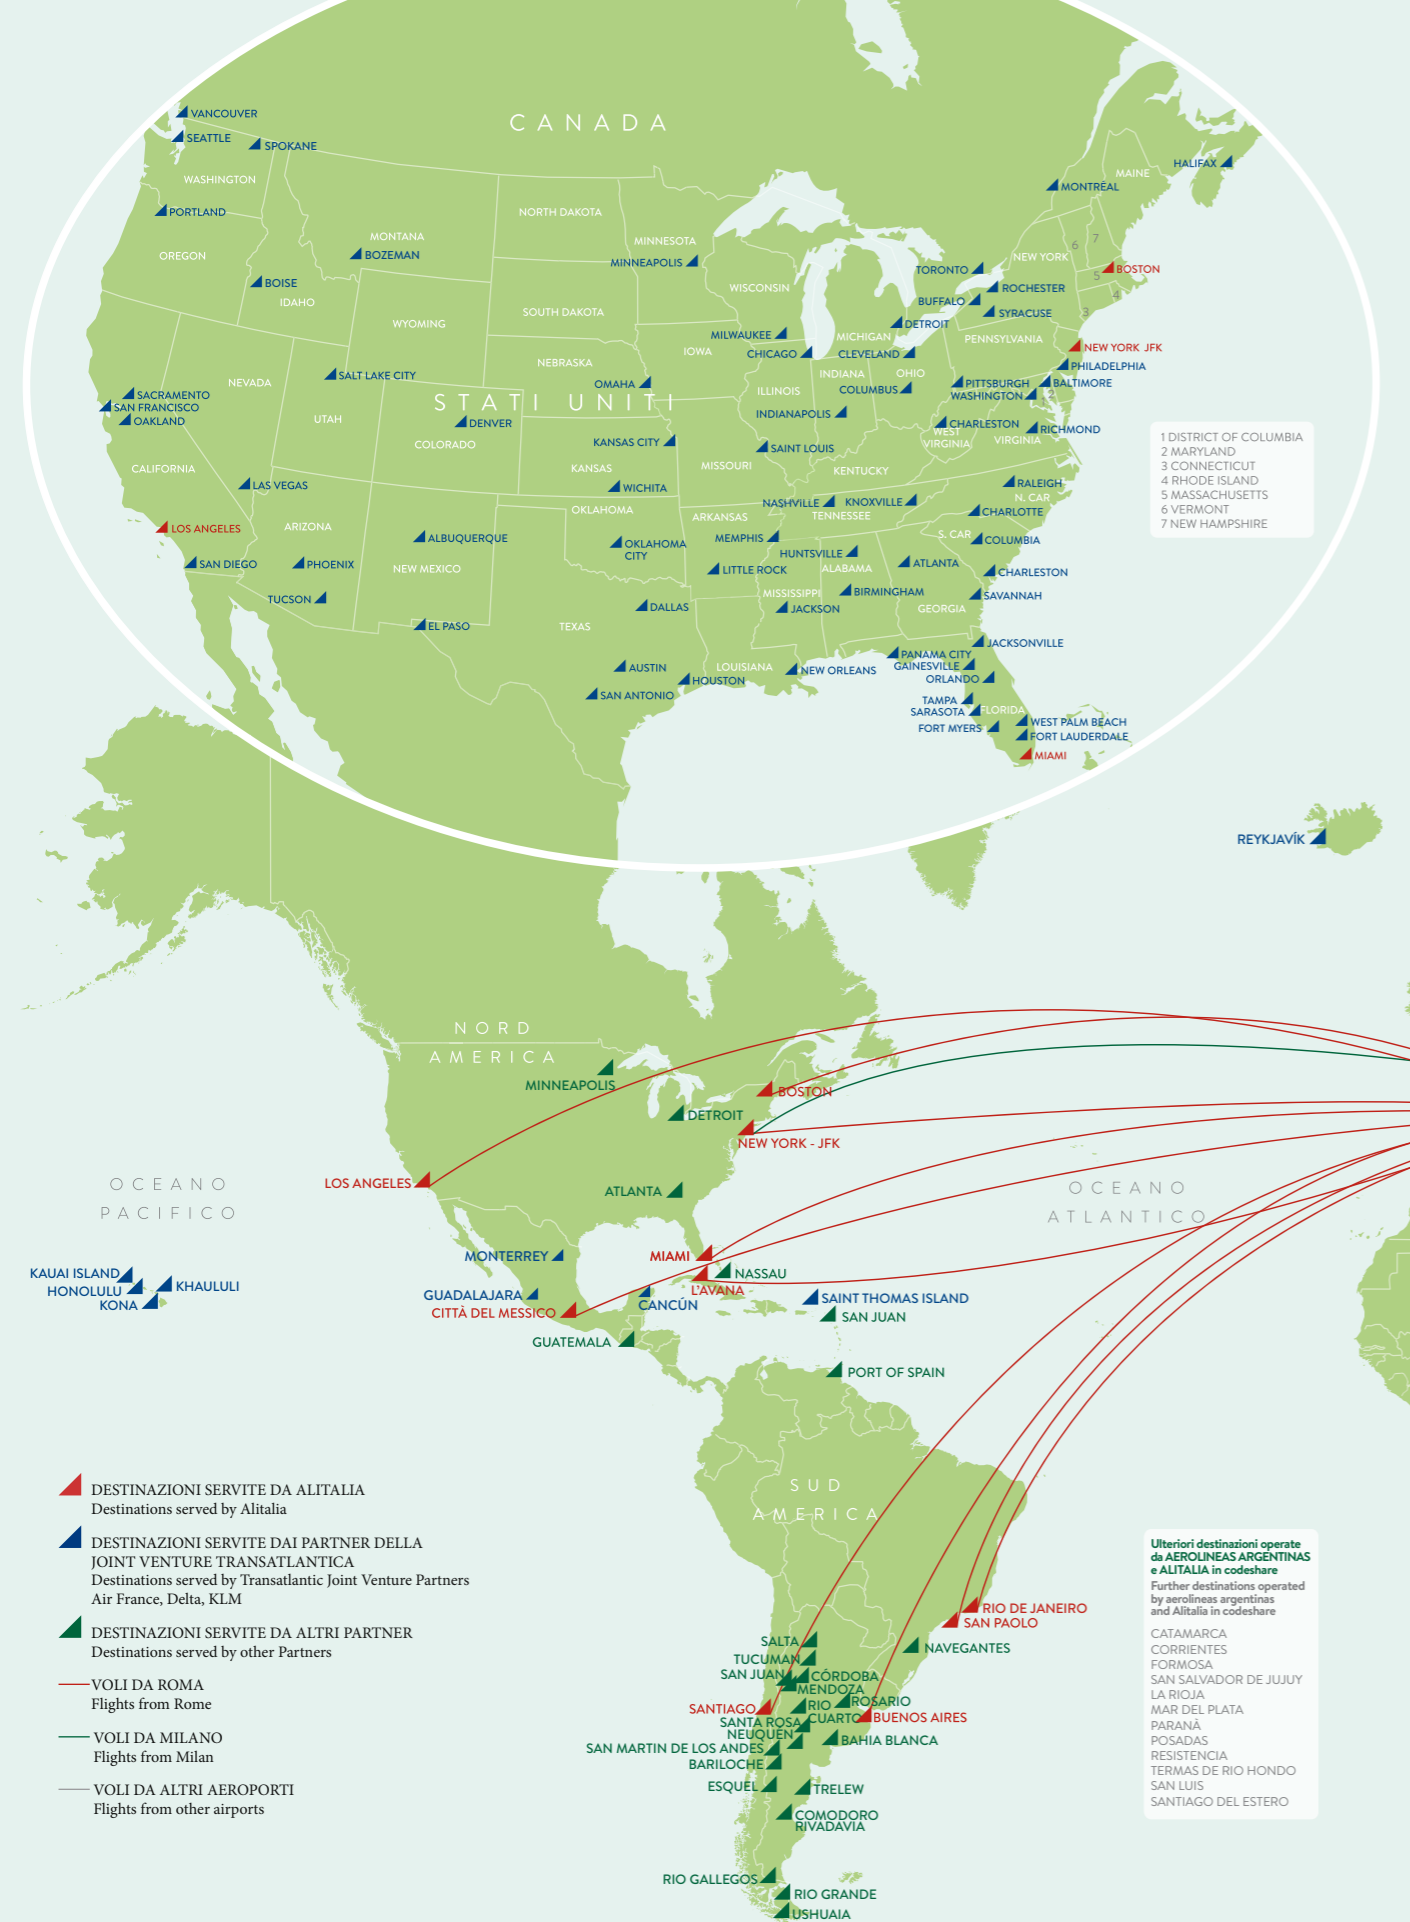 CANADA
VANCOUVER
SEATTLE
SPOKANE
WASHINGTON
HALIFAX
MAINE
MONTRÉAL
PORTLAND
NORTH DAKOTA
MONTANA
MINNESOTA
6
7
OREGON
BOZEMAN
MINNEAPOLIS
NEW YORK
TORONTO
BOSTON
5
BOISE
IDAHO
WISCONSIN
ROCHESTER
4
BUFFALO
SOUTH DAKOTA
SYRACUSE
3
WYOMING
DETROIT
MILWAUKEE
MICHIGAN
PENNSYLVANIA
IOWA
CHICAGO
CLEVELAND
NEW YORK JFK
NEBRASKA
PHILADELPHIA
INDIANA
OHIO
SALT LAKE CITY
NEVADA
OMAHA
ILLINOIS
COLUMBUS
PITTSBURGH
BALTIMORE
WASHINGTON
2
SACRAMENTO
SAN FRANCISCO
OAKLAND
STATI UNITI
UTAH
DENVER
INDIANAPOLIS
CHARLESTON
RICHMOND
WEST
VIRGINIA
VIRGINIA
COLORADO
KANSAS CITY
SAINT LOUIS
1 DISTRICT OF COLUMBIA
2 MARYLAND
3 CONNECTICUT
4 RHODE ISLAND
5 MASSACHUSETTS
6 VERMONT
7 NEW HAMPSHIRE
CALIFORNIA
KANSAS
MISSOURI
KENTUCKY
LAS VEGAS
WICHITA
RALEIGH
N. CAR
NASHVILLE
KNOXVILLE
OKLAHOMA
ARKANSAS
TENNESSEE
CHARLOTTE
LOS ANGELES
ARIZONA
ALBUQUERQUE
OKLAHOMA
CITY
MEMPHIS
S. CAR
COLUMBIA
HUNTSVILLE
SAN DIEGO
PHOENIX
NEW MEXICO
LITTLE ROCK
ALABAMA
ATLANTA
CHARLESTON
TUCSON
MISSISSIPPI
BIRMINGHAM
SAVANNAH
DALLAS
JACKSON
GEORGIA
EL PASO
TEXAS
JACKSONVILLE
PANAMA CITY
AUSTIN
LOUISIANA
NEW ORLEANS
GAINESVILLE
HOUSTON
ORLANDO
SAN ANTONIO
TAMPA
SARASOTA
FLORIDA
FORT MYERS
WEST PALM BEACH
FORT LAUDERDALE
MIAMI
REYKJAVÍK
NORD
AMERICA
MINNEAPOLIS
BOSTON
DETROIT
NEW YORK - JFK
LOS ANGELES
ATLANTA
OCEANO
PACIFICO
OCEANO
ATLANTICO
MONTERREY
MIAMI
NASSAU
KAUAI ISLAND
HONOLULU
KHAULULI
KONA
L'AVANA
GUADALAJARA
CANCÚN
SAINT THOMAS ISLAND
CITTÀ DEL MESSICO
SAN JUAN
GUATEMALA
PORT OF SPAIN
SUD
AMERICA
DESTINAZIONI SERVITE DA ALITALIA
Destinations served by Alitalia
DESTINAZIONI SERVITE DAI PARTNER DELLA
JOINT VENTURE TRANSATLANTICA
Destinations served by Transatlantic Joint Venture Partners
Air France, Delta, KLM
DESTINAZIONI SERVITE DA ALTRI PARTNER
Destinations served by other Partners
VOLI DA ROMA
Flights from Rome
VOLI DA MILANO
Flights from Milan
VOLI DA ALTRI AEROPORTI
Flights from other airports
RIO DE JANEIRO
SAN PAOLO
SALTA
NAVEGANTES
TUCUMAN
SAN JUAN
CÓRDOBA
MENDOZA
SANTIAGO
RIO
CUARTO
ROSARIO
BUENOS AIRES
SANTA ROSA
NEUQUÉN
BAHIA BLANCA
SAN MARTIN DE LOS ANDES
BARILOCHE
ESQUEL
TRELEW
COMODORO
RIVADAVIA
RIO GALLEGOS
RIO GRANDE
USHUAIA
Ulteriori destinazioni operate
da AEROLINEAS ARGENTINAS
e ALITALIA in codeshare
Further destinations operated
by aerolineas argentinas
and Alitalia in codeshare
CATAMARCA
CORRIENTES
FORMOSA
SAN SALVADOR DE JUJUY
LA RIOJA
MAR DEL PLATA
PARANÀ
POSADAS
RESISTENCIA
TERMAS DE RIO HONDO
SAN LUIS
SANTIAGO DEL ESTERO